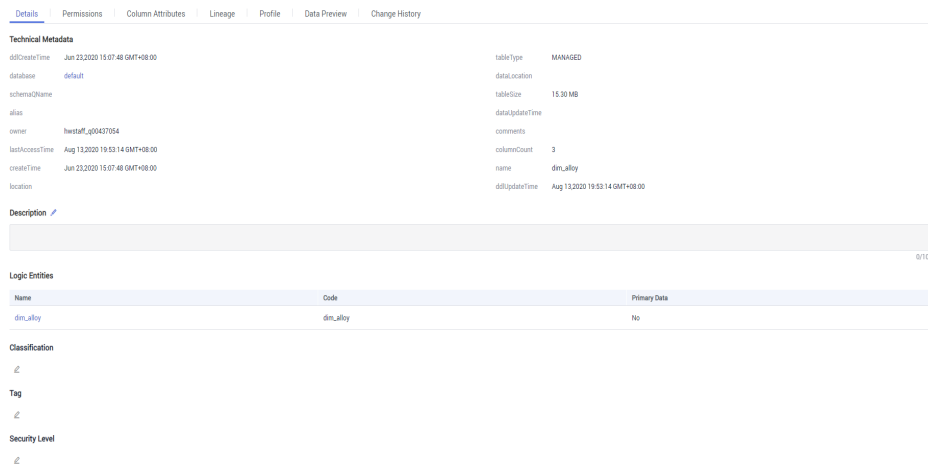 Details Permissions Column Attributes Lineage Profile Data Preview Change History
Technical Metadata
ddlCreateTime Jun 23,2020 15:07:48 GMT+08:00 tableType MANAGED
database default dataLocation
schemaQName tableSize 15.30 MB
alias dataUpdateTime
owner hwstaff_q00437054 comments
lastAccessTime Aug 13,2020 19:53:14 GMT+08:00 columnCount 3
createTime Jun 23,2020 15:07:48 GMT+08:00 name dim_alloy
location ddlUpdateTime Aug 13,2020 19:53:14 GMT+08:00
Description
0/10
Logic Entities
Name Code Primary Data
dim_alloy dim_alloy No
Classification
Tag
Security Level